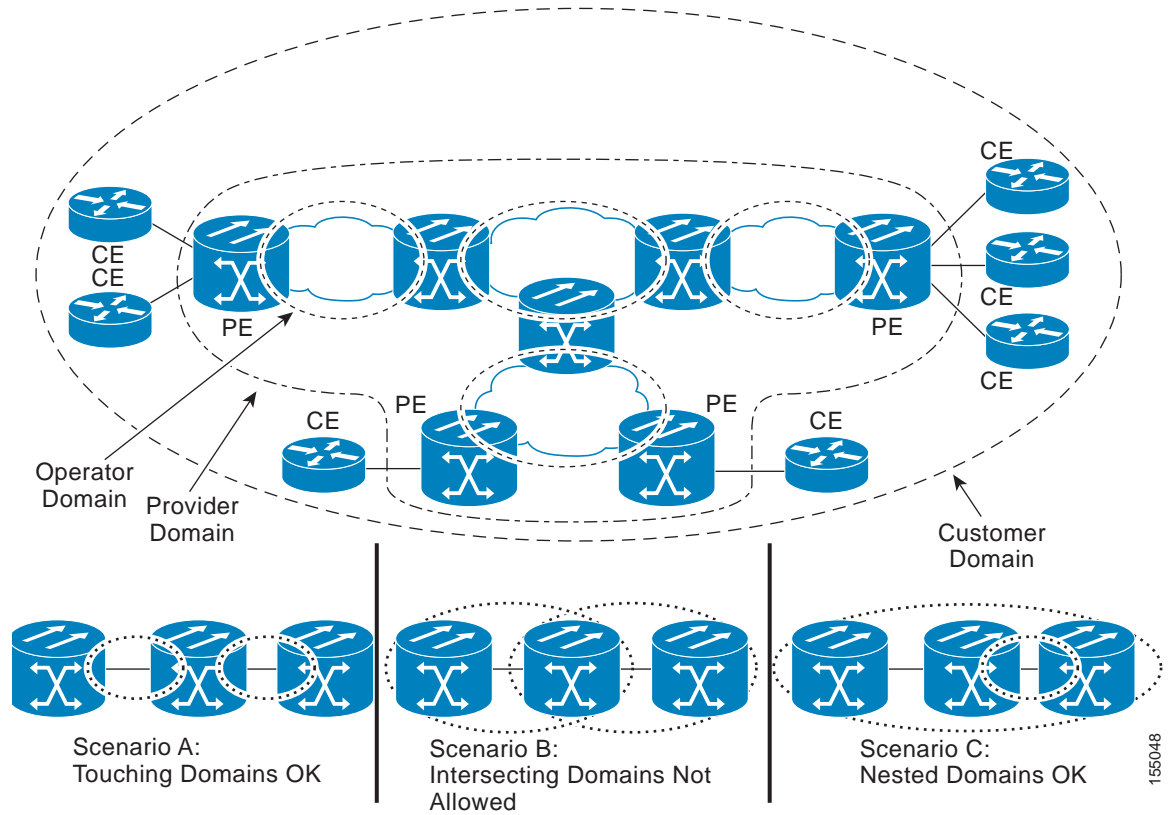 CE
CE
CE
PE
PE
CE
CE
CE
PE
PE
CE
CE
Operator
Domain
Provider
Domain
Customer
Domain
Scenario A:
Touching Domains OK
Scenario B:
Intersecting Domains Not
Allowed
Scenario C:
Nested Domains OK
155048